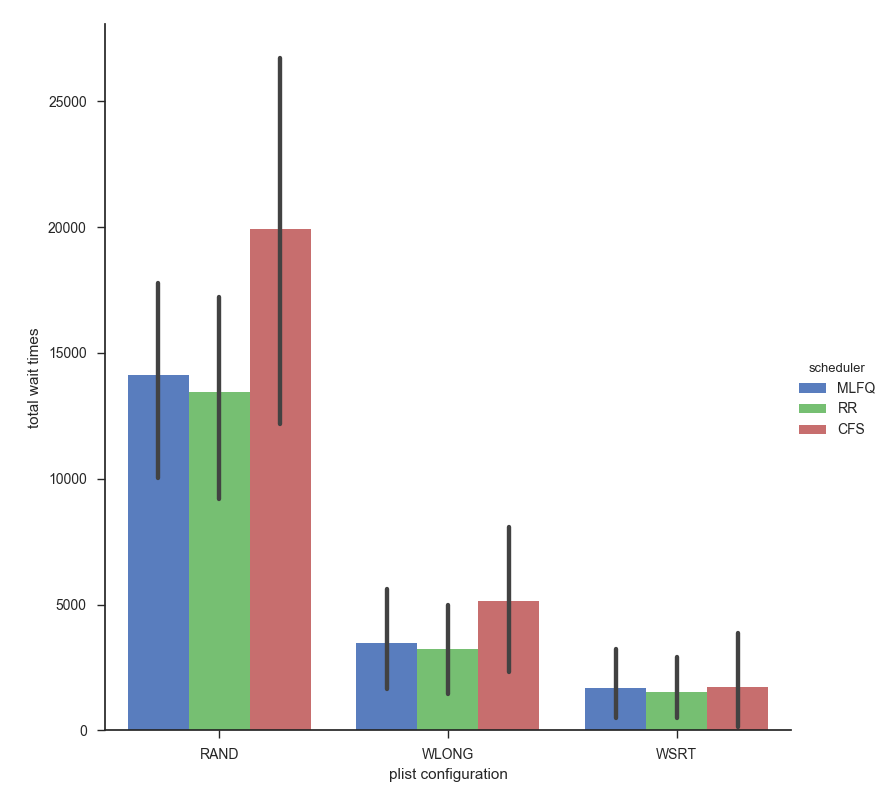 25000
20000
15000
10000
5000
0
total wait times
RAND
WLONG
WSRT
plist configuration
scheduler
MLFQ
RR
CFS